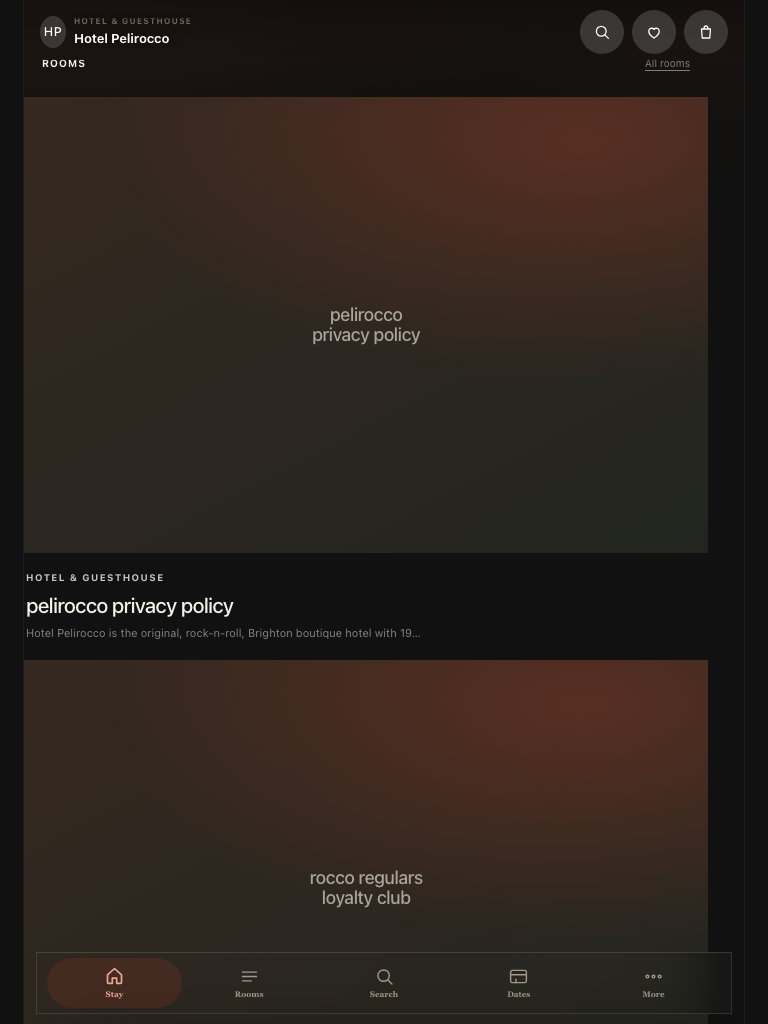 HP
HOTEL & GUESTHOUSE
Hotel Pelirocco
ROOMS
All rooms
pelirocco
privacy policy
HOTEL & GUESTHOUSE
pelirocco privacy policy
Hotel Pelirocco is the original, rock-n-roll, Brighton boutique hotel with 19...
rocco regulars
loyalty club
Stay
Rooms
Search
Dates
More